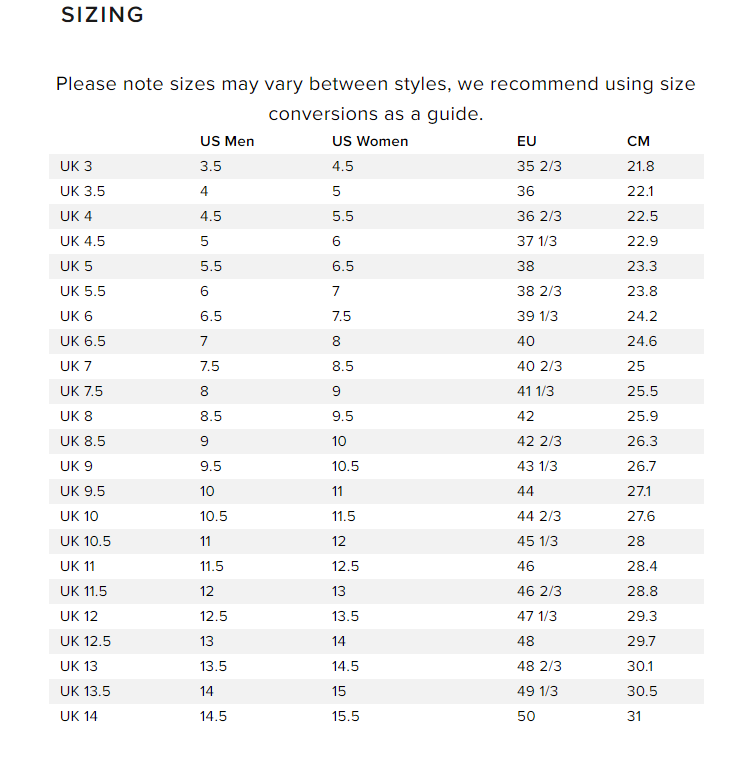 SIZING
Please note sizes may vary between styles, we recommend using size
conversions as a guide.
US Men US Women EU CM
UK 3 3.5 4.5 35 2/3 21.8
UK 3.5 4 5 36 22.1
UK 4 4.5 5.5 36 2/3 22.5
UK 4.5 5 6 37 1/3 22.9
UK 5 5.5 6.5 38 23.3
UK 5.5 6 7 38 2/3 23.8
UK 6 6.5 7.5 39 1/3 24.2
UK 6.5 7 8 40 24.6
UK 7 7.5 8.5 40 2/3 25
UK 7.5 8 9 41 1/3 25.5
UK 8 8.5 9.5 42 25.9
UK 8.5 9 10 42 2/3 26.3
UK 9 9.5 10.5 43 1/3 26.7
UK 9.5 10 11 44 27.1
UK 10 10.5 11.5 44 2/3 27.6
UK 10.5 11 12 45 1/3 28
UK 11 11.5 12.5 46 28.4
UK 11.5 12 13 46 2/3 28.8
UK 12 12.5 13.5 47 1/3 29.3
UK 12.5 13 14 48 29.7
UK 13 13.5 14.5 48 2/3 30.1
UK 13.5 14 15 49 1/3 30.5
UK 14 14.5 15.5 50 31